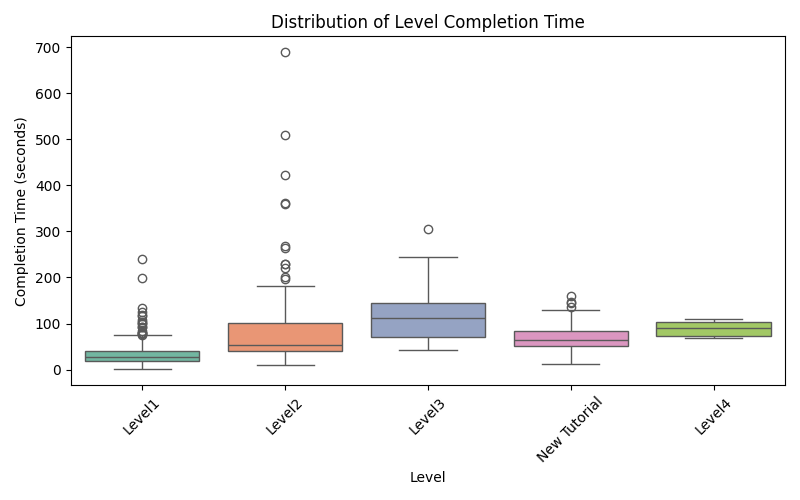 Distribution of Level Completion Time
Completion Time (seconds)
700
600
500
400
300
200
100
0
Level1
Level2
Level3
New Tutorial
Level4
Level